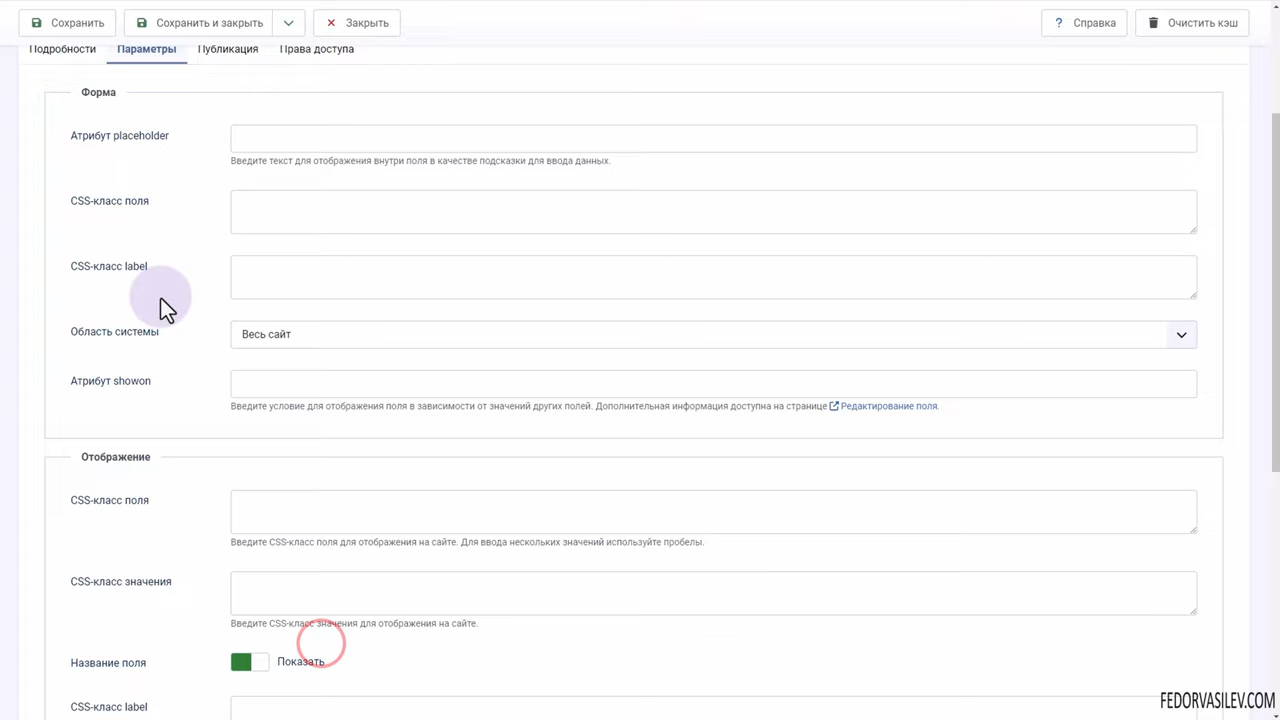 Сохранить
Сохранить и закрыть
Закрыть
? Справка
Очистить кэш
Подробности
Параметры
Публикация
Права доступа
Форма
Атрибут placeholder
Введите текст для отображения внутри поля в качестве подсказки для ввода данных.
CSS-класс поля
CSS-класс label
Область системы
Весь сайт
Атрибут showon
Введите условие для отображения поля в зависимости от значений других полей. Дополнительная информация доступна на странице Редактирование поля.
Отображение
CSS-класс поля
Введите CSS-класс поля для отображения на сайте. Для ввода нескольких значений используйте пробелы.
CSS-класс значения
Введите CSS-класс значения для отображения на сайте.
Название поля
Показать
CSS-класс label
FEDORVASILEV.COM